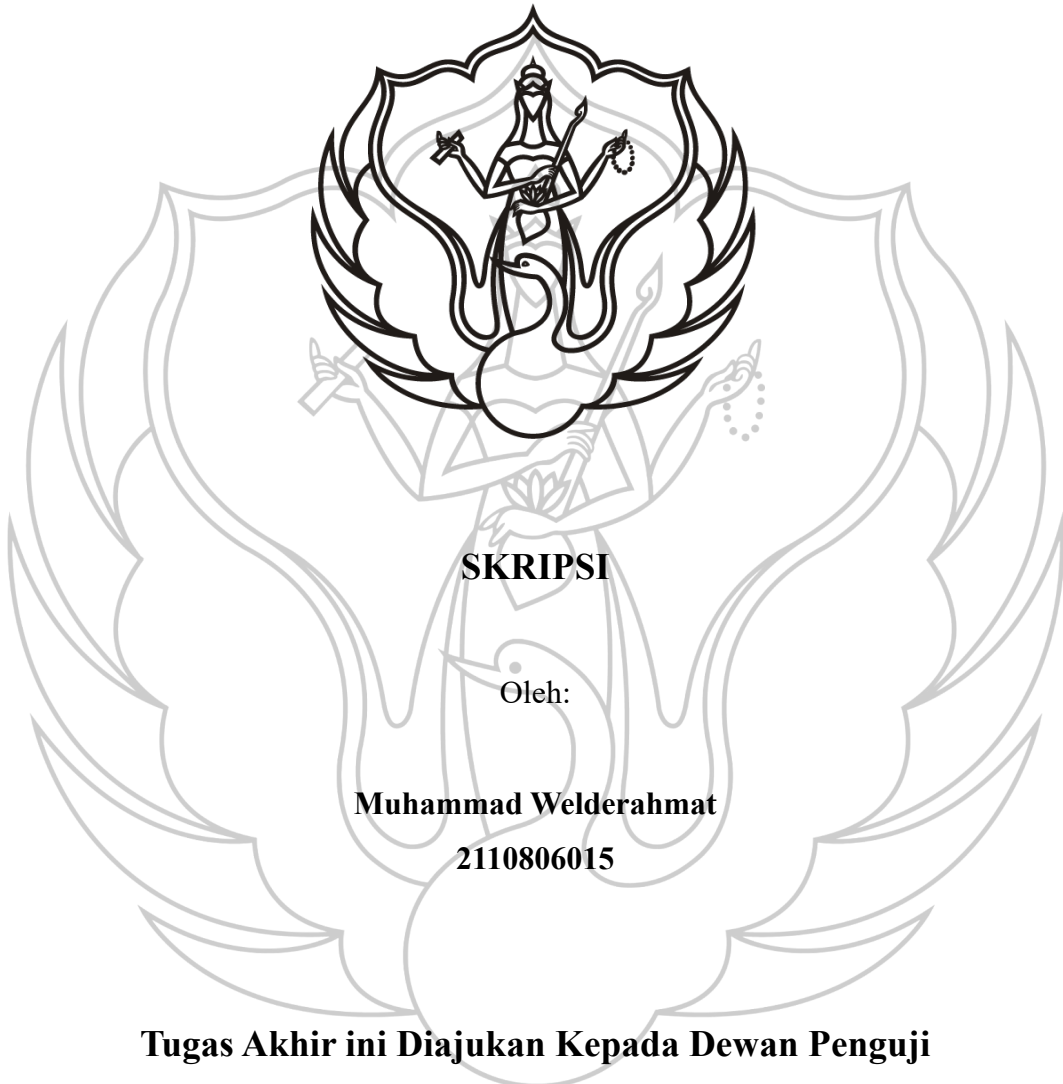 SKRIPSI
Oleh:
Muhammad Welderahmat
2110806015
Tugas Akhir ini Diajukan Kepada Dewan Penguji